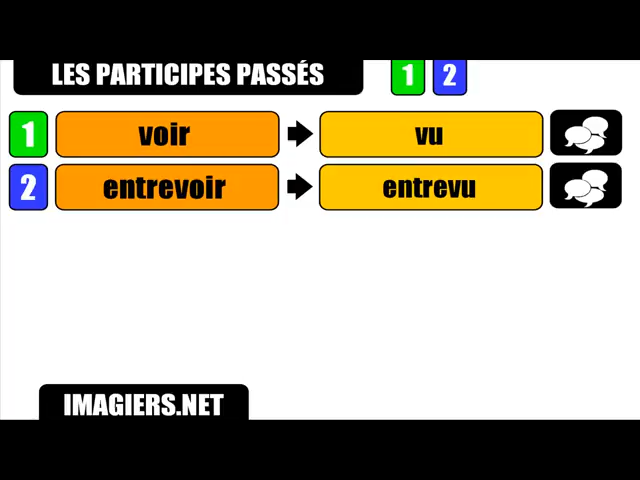 LES PARTICIPES PASSÉS 1 2
1 voir vu
2 entrevoir entrevu
IMAGIERS.NET